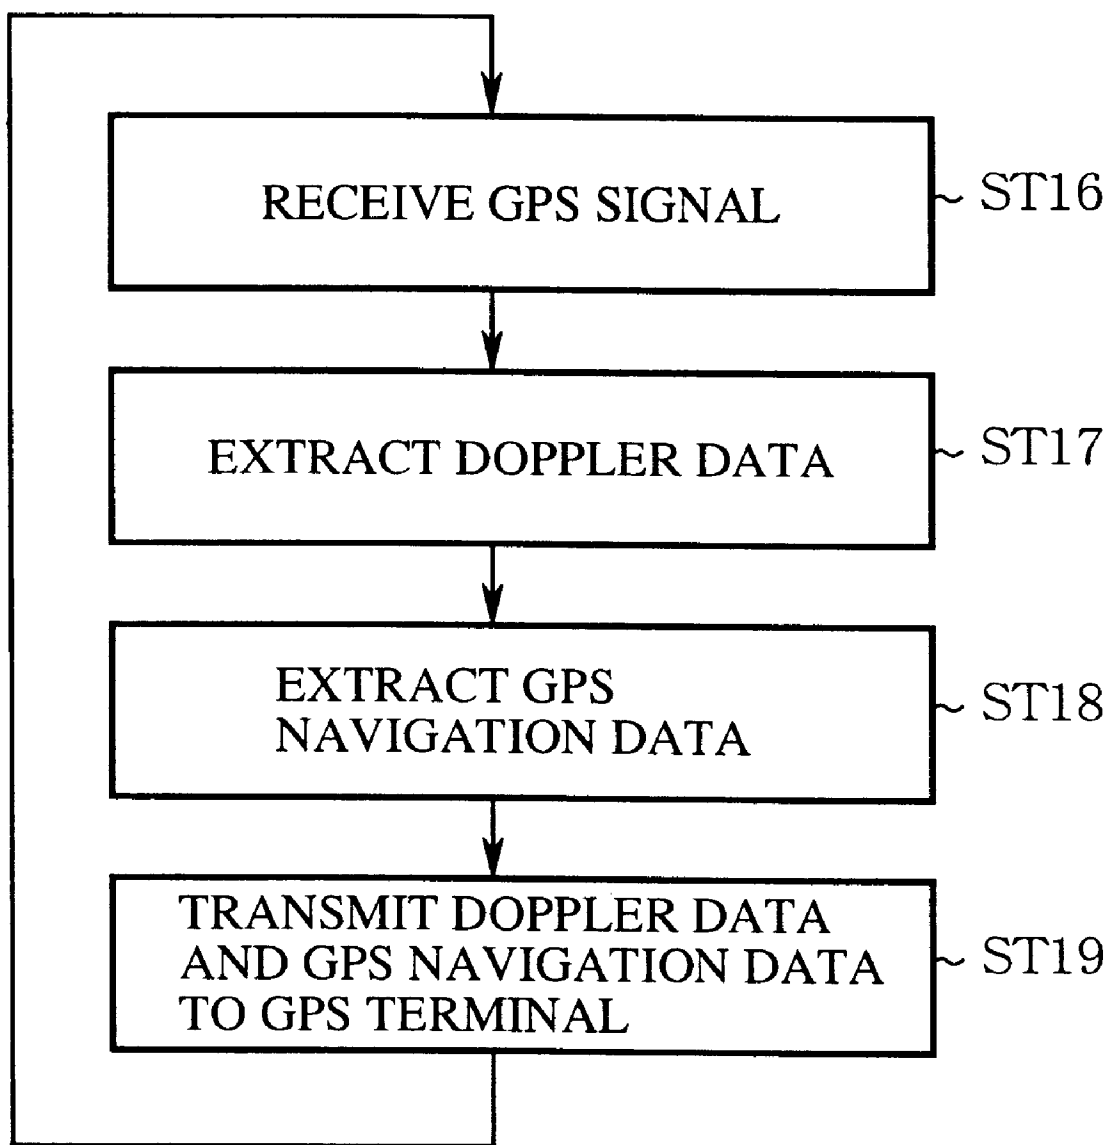 RECEIVE GPS SIGNAL
ST16
EXTRACT DOPPLER DATA
ST17
EXTRACT GPS
NAVIGATION DATA
ST18
TRANSMIT DOPPLER DATA
AND GPS NAVIGATION DATA
TO GPS TERMINAL
ST19